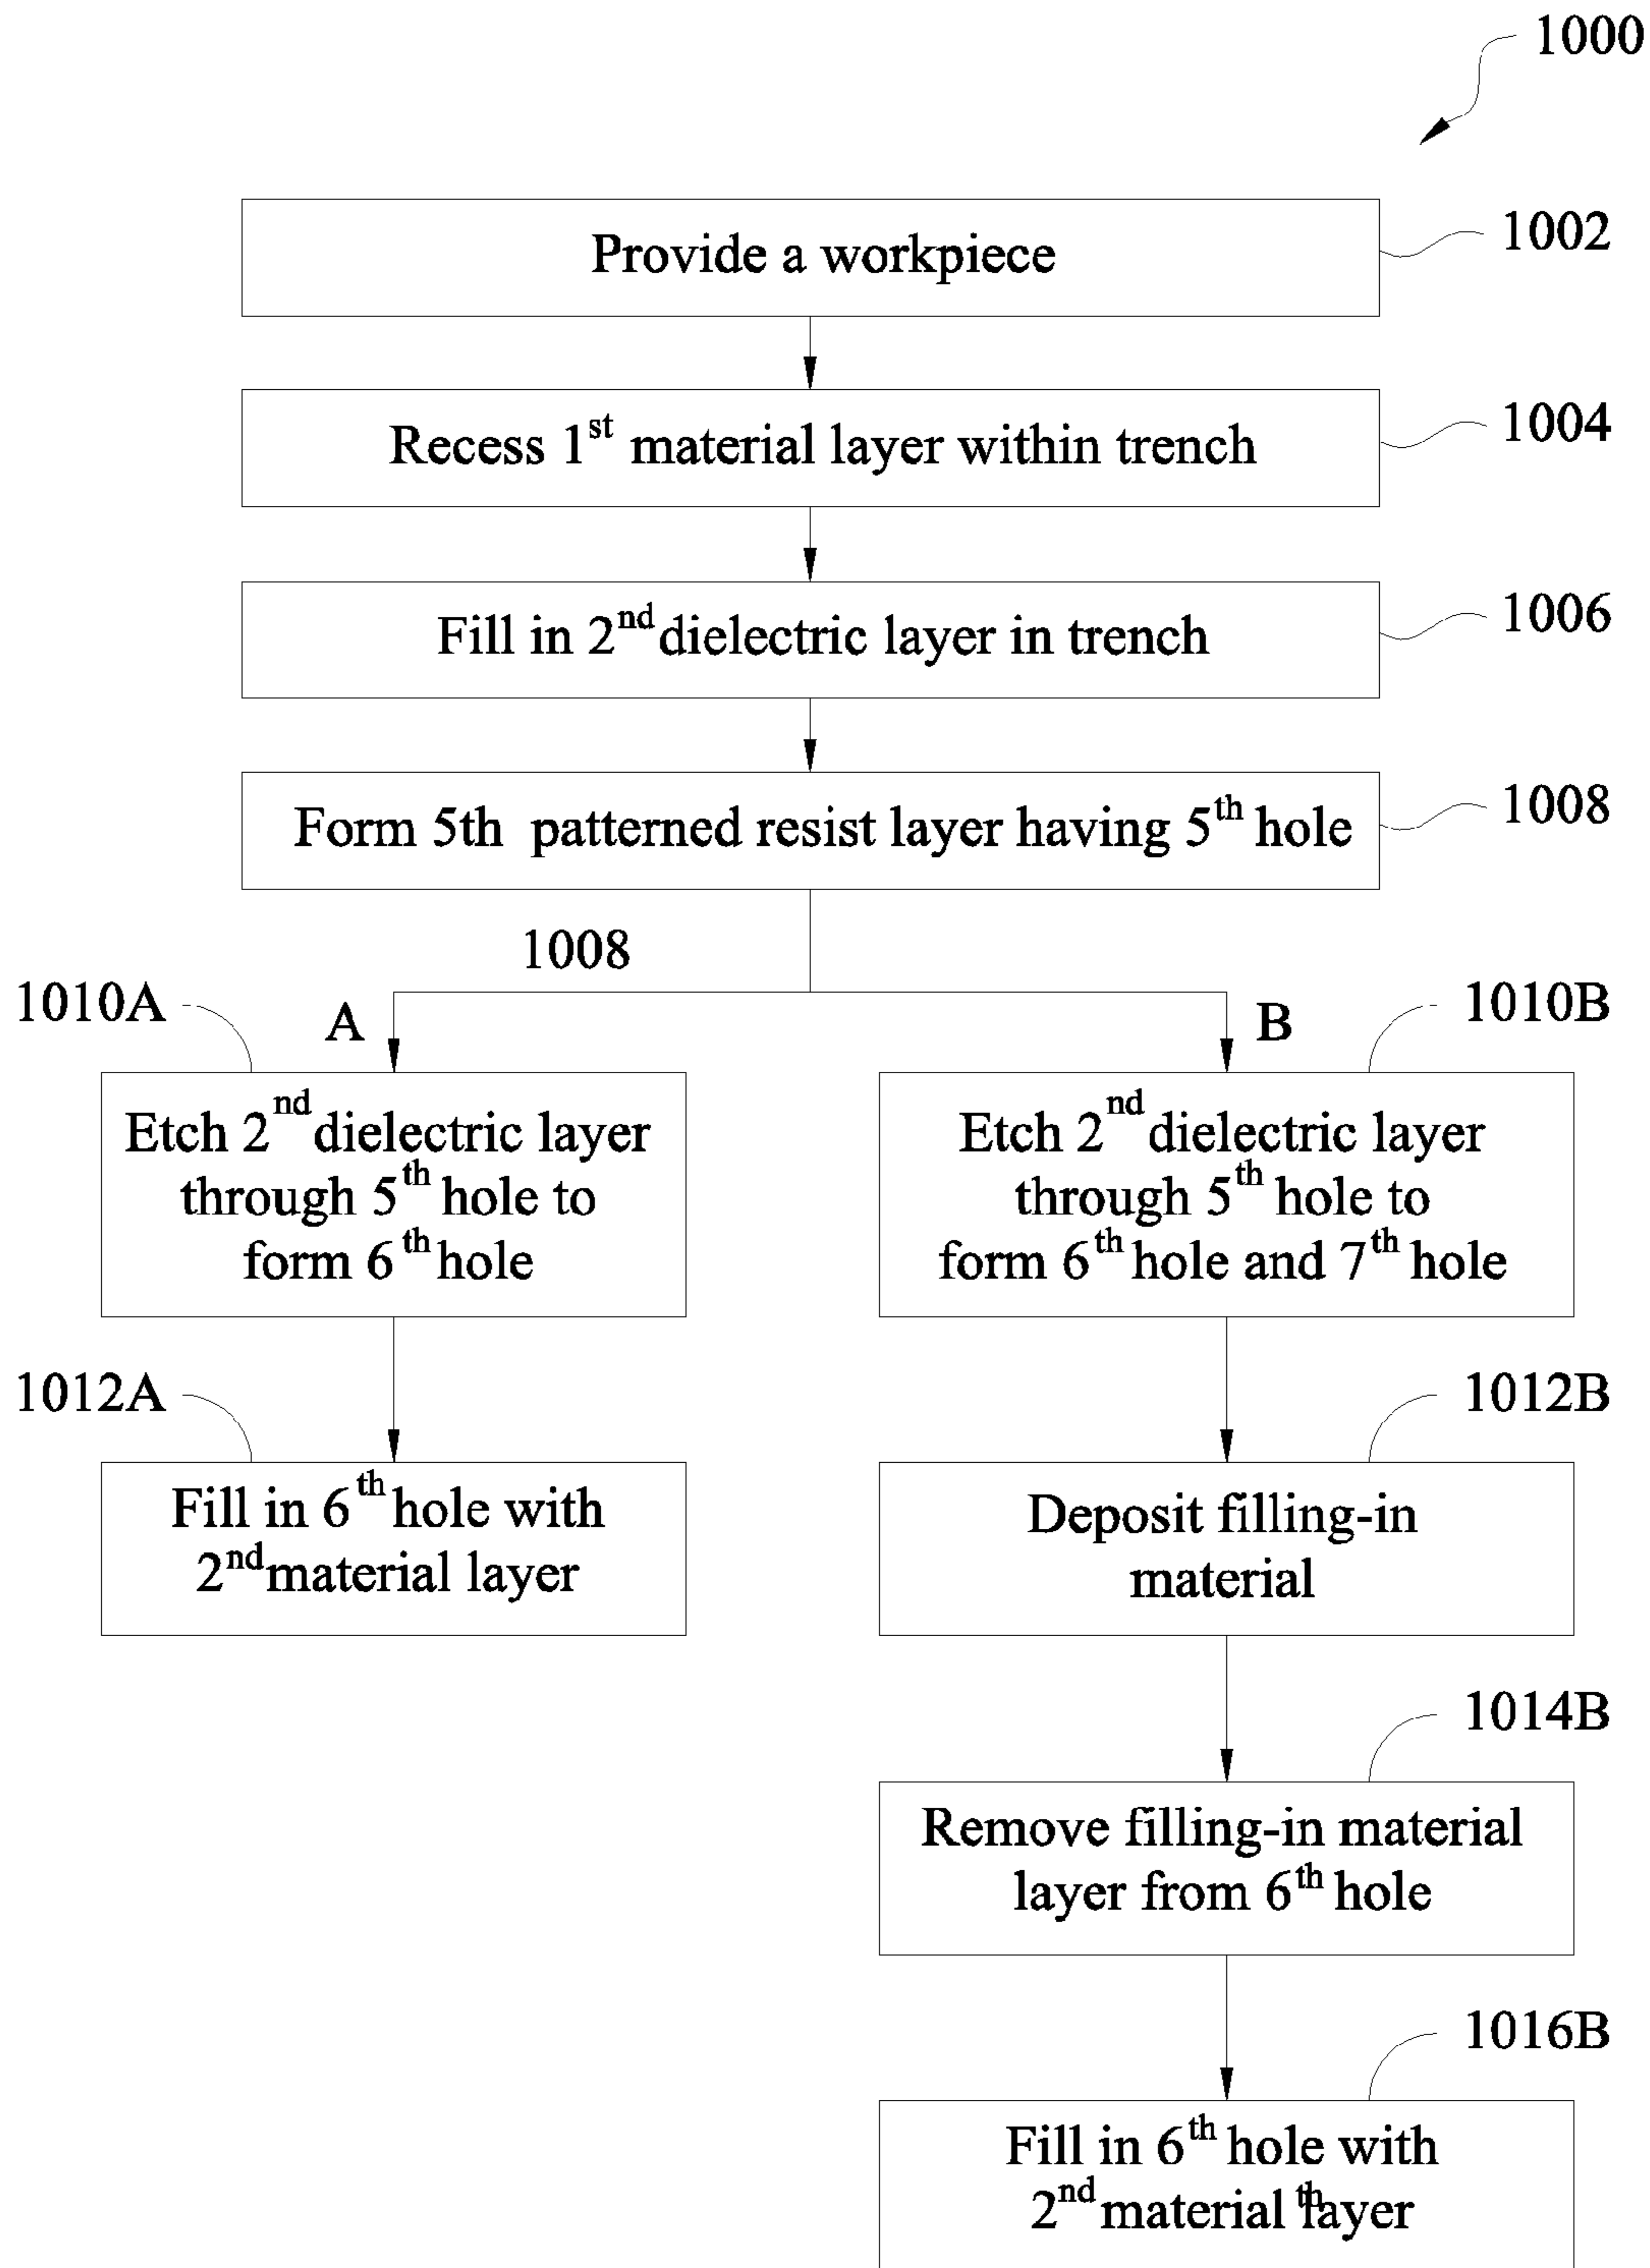 1000
Provide a workpiece
1002
Recess 1st material layer within trench
1004
Fill in 2nd dielectric layer in trench
1006
Form 5th patterned resist layer having 5th hole
1008
1008
A
B
1010A
Etch 2nd dielectric layer
through 5th hole to
form 6th hole
1010B
Etch 2nd dielectric layer
through 5th hole to
form 6th hole and 7th hole
1012A
Fill in 6th hole with
2nd material layer
1012B
Deposit filling-in
material
1014B
Remove filling-in material
layer from 6th hole
1016B
Fill in 6th hole with
2nd material th layer